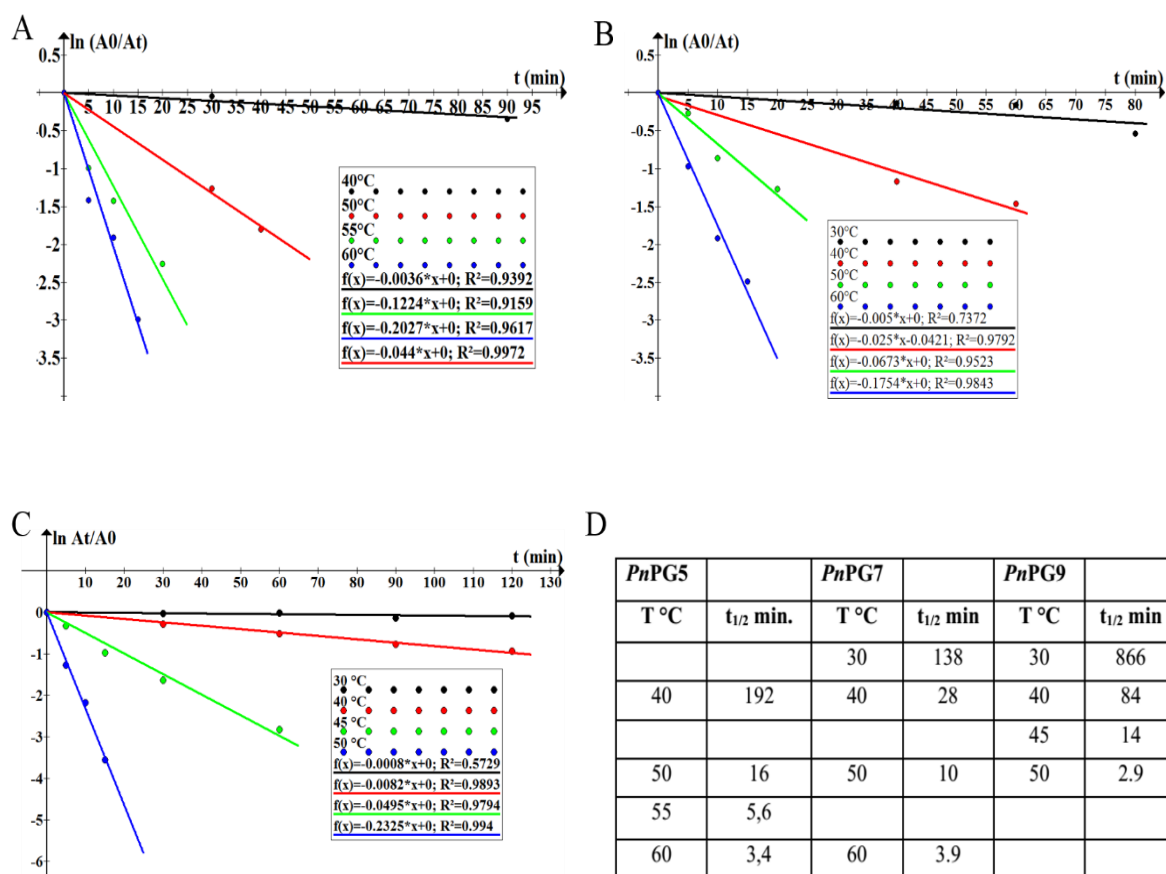 A
ln (A0/At)
t (min)
0.5
0
5 10 15 20 25 30 35 40 45 50 55 60 65 70 75 80 85 90 95
-0.5
-1
-1.5
-2
-2.5
-3
-3.5
40°C
50°C
55°C
60°C
f(x)=-0.0036*x+0; R²=0.9392
f(x)=-0.1224*x+0; R²=0.9159
f(x)=-0.2027*x+0; R²=0.9617
f(x)=-0.044*x+0; R²=0.9972
B
ln (A0/At)
t (min)
0.5
0
5 10 15 20 25 30 35 40 45 50 55 60 65 70 75 80
-0.5
-1
-1.5
-2
-2.5
-3
-3.5
30°C
40°C
50°C
60°C
f(x)=-0.005*x+0; R²=0.7372
f(x)=-0.025*x-0.0421; R²=0.9792
f(x)=-0.0673*x+0; R²=0.9523
f(x)=-0.1754*x+0; R²=0.9843
C
ln At/A0
t (min)
10 20 30 40 50 60 70 80 90 100 110 120 130
0
-1
-2
-3
-4
-5
-6
30 °C
40 °C
45 °C
50 °C
f(x)=-0.0008*x+0; R²=0.5729
f(x)=-0.0082*x+0; R²=0.9893
f(x)=-0.0495*x+0; R²=0.9794
f(x)=-0.2325*x+0; R²=0.994
D
PnPG5 PnPG7 PnPG9
T °C t1/2 min. T °C t1/2 min T °C t1/2 min
30 138 30 866
40 192 40 28 40 84
45 14
50 16 50 10 50 2.9
55 5,6
60 3,4 60 3.9